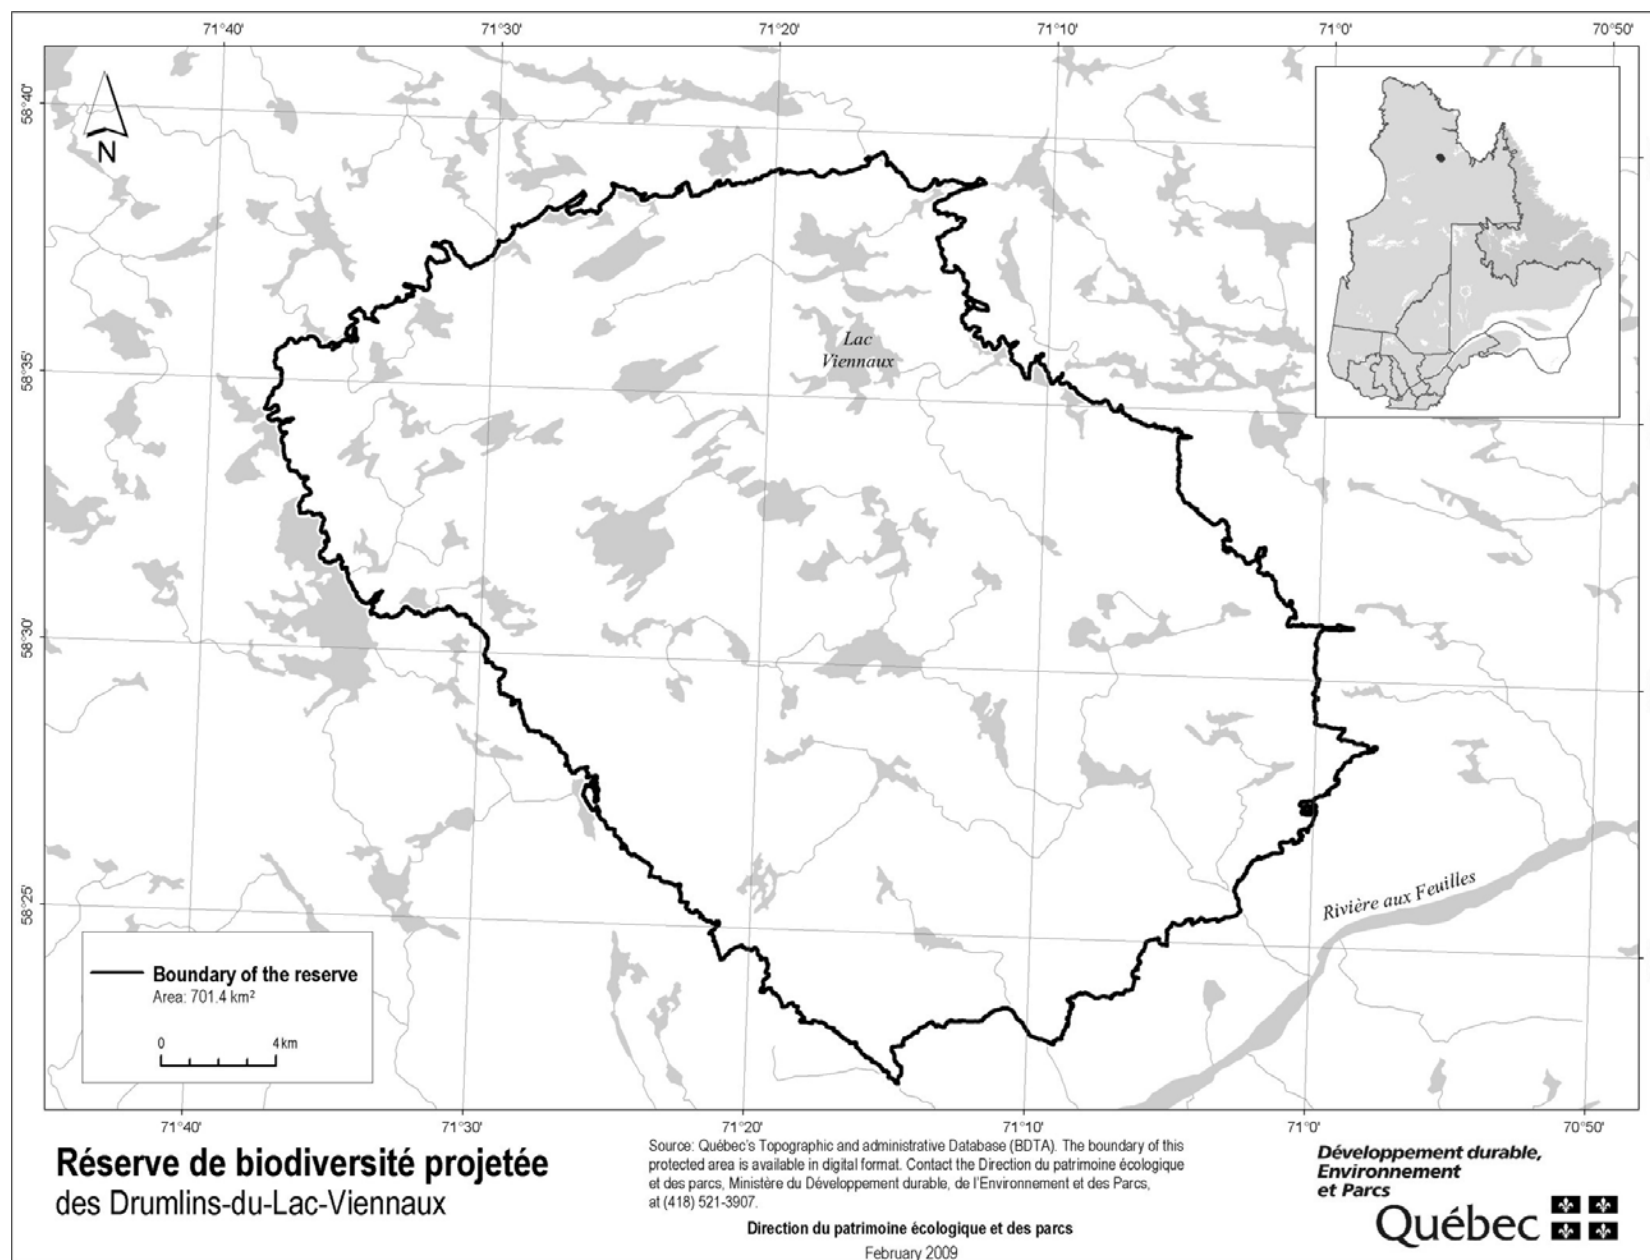 71°40' 71°30' 71°20' 71°10' 71°0' 70°50'
58°40'
58°35'
58°30'
58°25'
N
Lac
Viennaux
Rivière aux Feuilles
Boundary of the reserve
Area: 701.4 km²
0 4 km
71°40' 71°30' 71°20' 71°10' 71°0' 70°50'
Réserve de biodiversité projetée
des Drumlins-du-Lac-Viennaux
Source: Québec's Topographic and administrative Database (BDTA). The boundary of this
protected area is available in digital format. Contact the Direction du patrimoine écologique
et des parcs, Ministère du Développement durable, de l'Environnement et des Parcs,
at (418) 521-3907.
Direction du patrimoine écologique et des parcs
February 2009
Développement durable,
Environnement
et Parcs
Québec